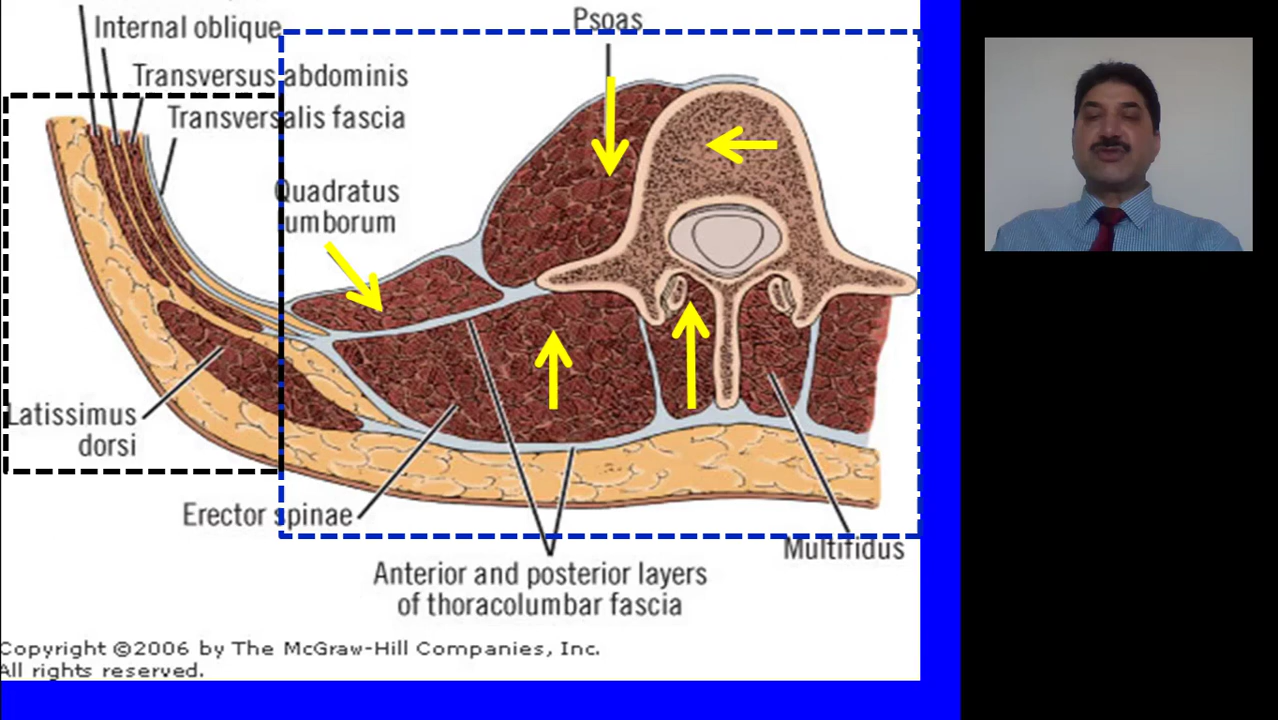 Psoas
Internal oblique
Transversus abdominis
Transversalis fascia
Quadratus
umborum
Latissimus
dorsi
Erector spinae
Multifidus
Anterior and posterior layers
of thoracolumbar fascia
Copyright ©2006 by The McGraw-Hill Companies, Inc.
All rights reserved.